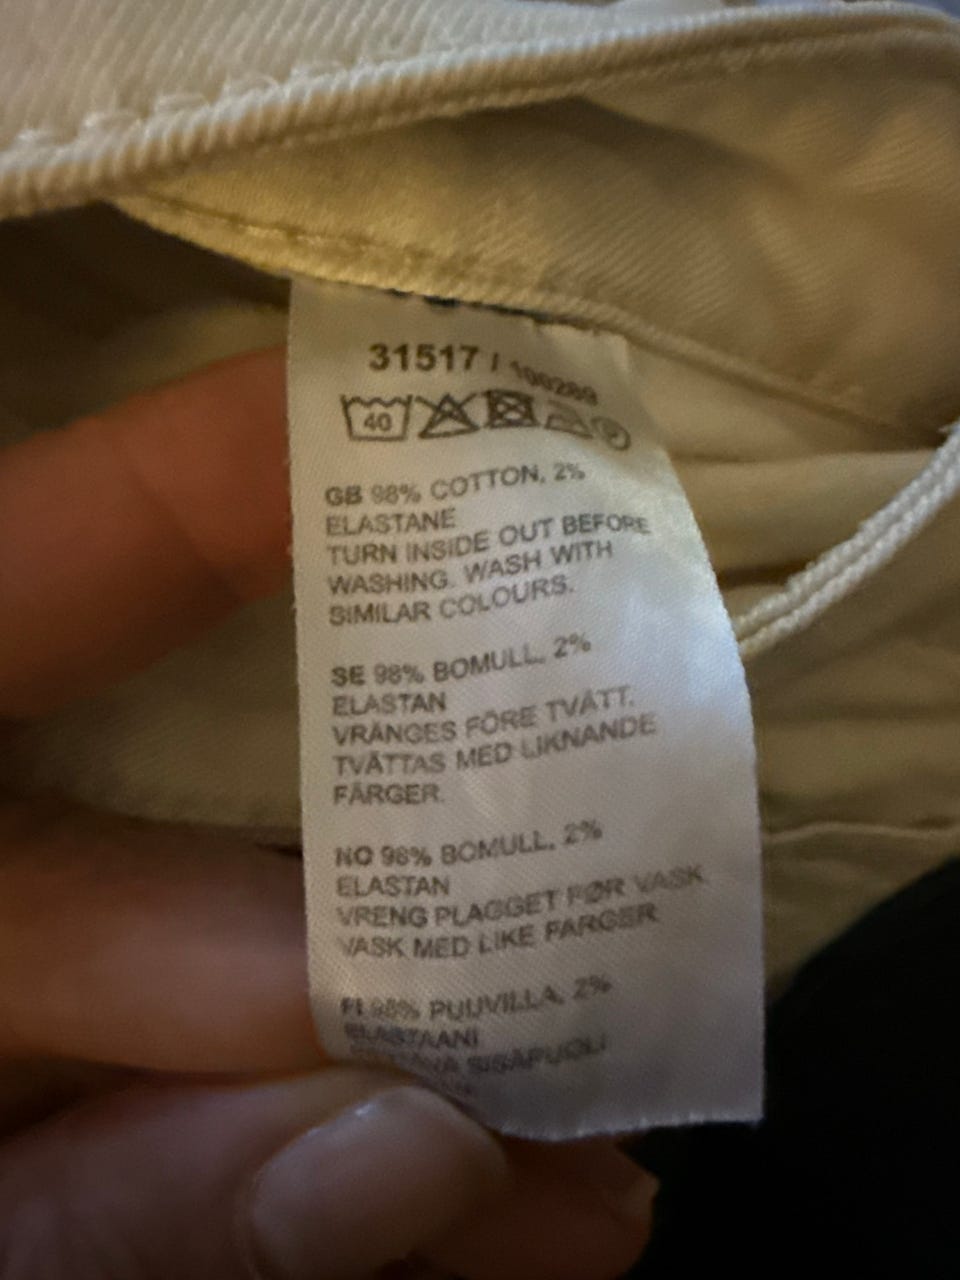 31517 / 100269
40
P
GB 98% COTTON, 2%
ELASTANE
TURN INSIDE OUT BEFORE
WASHING. WASH WITH
SIMILAR COLOURS.
SE 98% BOMULL, 2%
ELASTAN
VRÄNGES FÖRE TVÄTT.
TVÄTTAS MED LIKNANDE
FÄRGER.
NO 98% BOMULL, 2%
ELASTAN
VRENG PLAGGET FØR VASK
VASK MED LIKE FARGER
FI 98% PUUVILLA, 2%
ELASTAANI
SISÄPUOLI